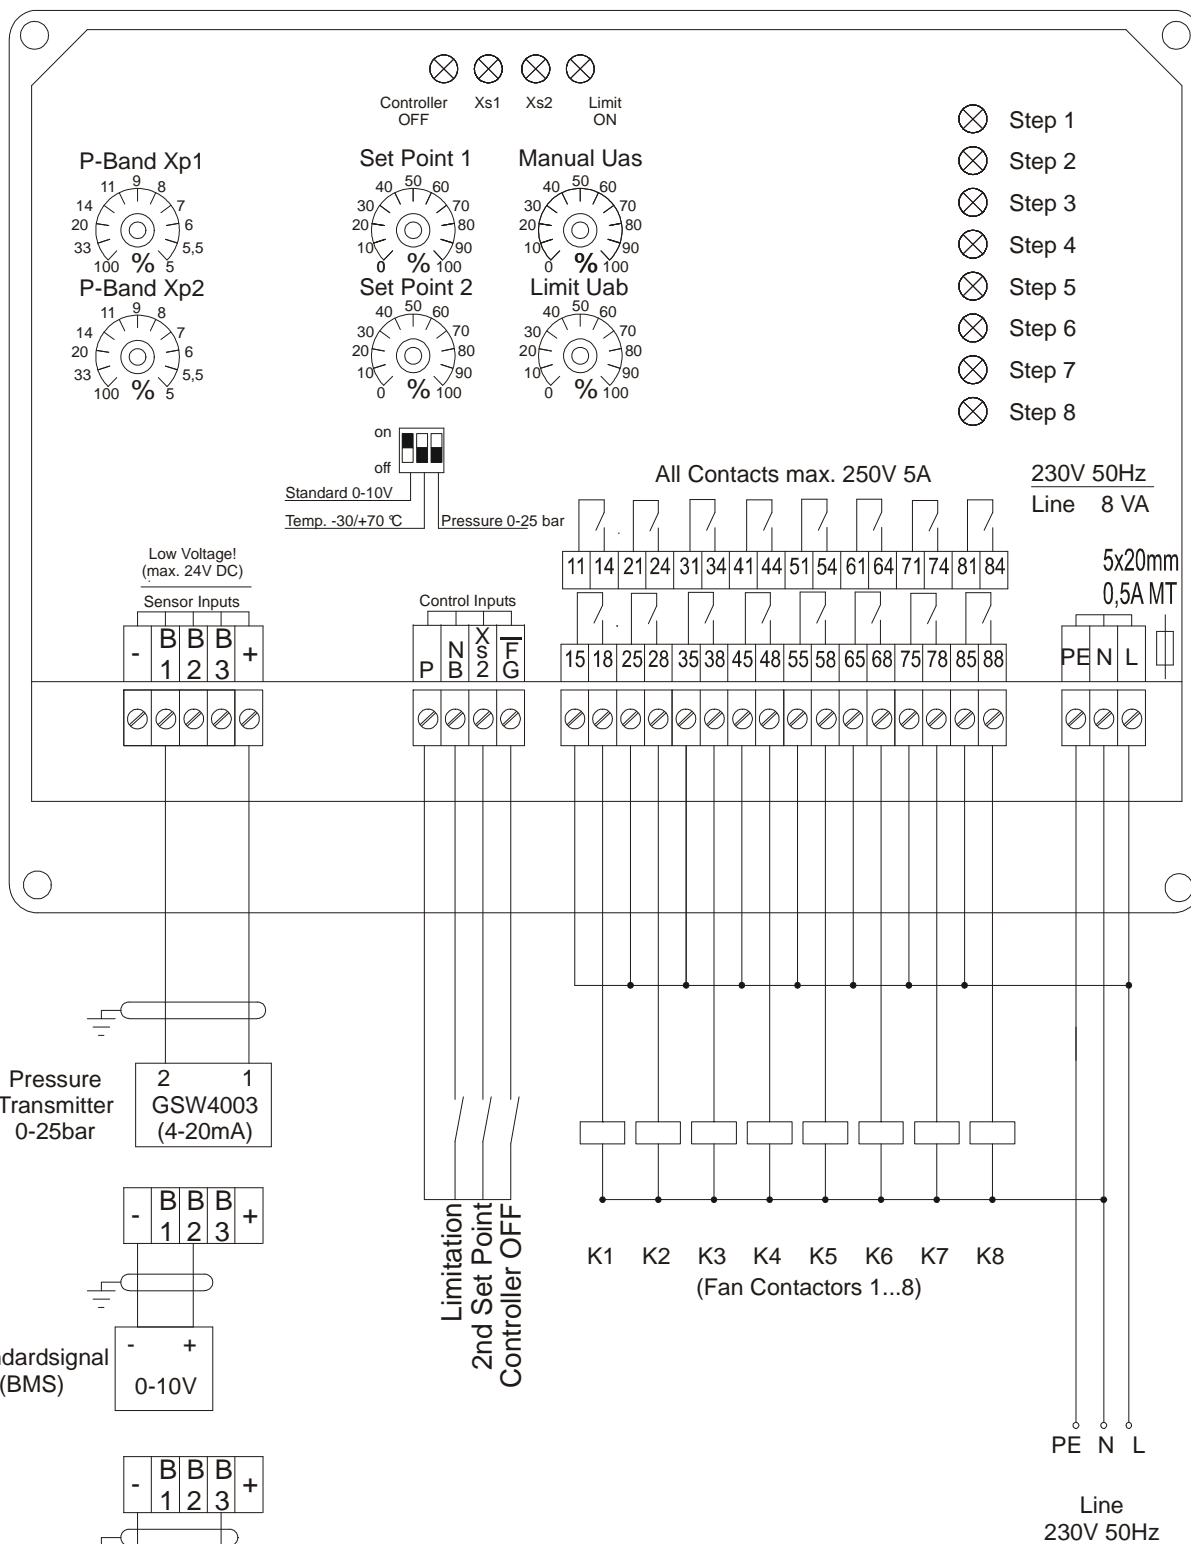 Controller OFF
Xs1
Xs2
Limit ON
P-Band Xp1
100 33 20 14 11 9 8 7 6 5,5 5
%
P-Band Xp2
100 33 20 14 11 9 8 7 6 5,5 5
%
Set Point 1
0 10 20 30 40 50 60 70 80 90 100
%
Set Point 2
0 10 20 30 40 50 60 70 80 90 100
%
Manual Uas
0 10 20 30 40 50 60 70 80 90 100
%
Limit Uab
0 10 20 30 40 50 60 70 80 90 100
%
Step 1
Step 2
Step 3
Step 4
Step 5
Step 6
Step 7
Step 8
on
off
Standard 0-10V
Temp. -30/+70 °C
Pressure 0-25 bar
All Contacts max. 250V 5A
230V 50Hz
Line 8 VA
5x20mm
0,5A MT
Low Voltage!
(max. 24V DC)
Sensor Inputs
- B1 B2 B3 +
Control Inputs
P NB Xs2 FG
11 14 21 24 31 34 41 44 51 54 61 64 71 74 81 84
15 18 25 28 35 38 45 48 55 58 65 68 75 78 85 88
PE N L
Pressure
Transmitter
0-25bar
2 1
GSW4003
(4-20mA)
- B1 B2 B3 +
- +
0-10V
(BMS)
Limitation
2nd Set Point
Controller OFF
K1 K2 K3 K4 K5 K6 K7 K8
(Fan Contactors 1...8)
PE N L
Line
230V 50Hz
- B1 B2 B3 +